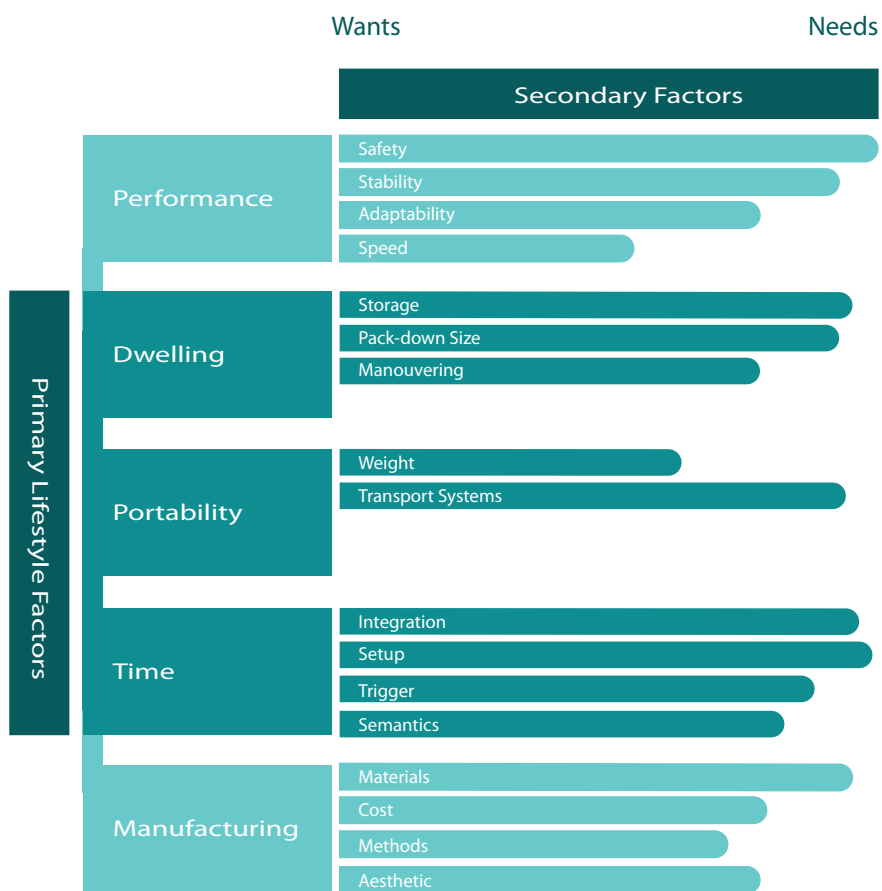 Wants
Needs
Secondary Factors
Primary Lifestyle Factors
Performance
Safety
Stability
Adaptability
Speed
Dwelling
Storage
Pack-down Size
Manouvering
Portability
Weight
Transport Systems
Time
Integration
Setup
Trigger
Semantics
Manufacturing
Materials
Cost
Methods
Aesthetic